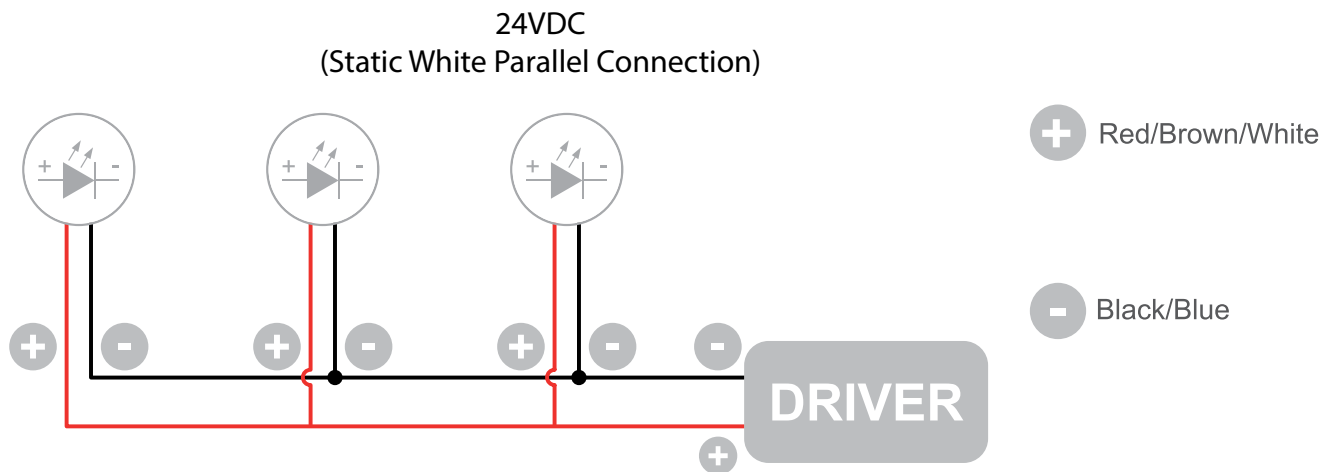 24VDC
(Static White Parallel Connection)
+ -
+ -
+ -
+ Red/Brown/White
+ -
+ -
+ -
-
- Black/Blue
DRIVER
+